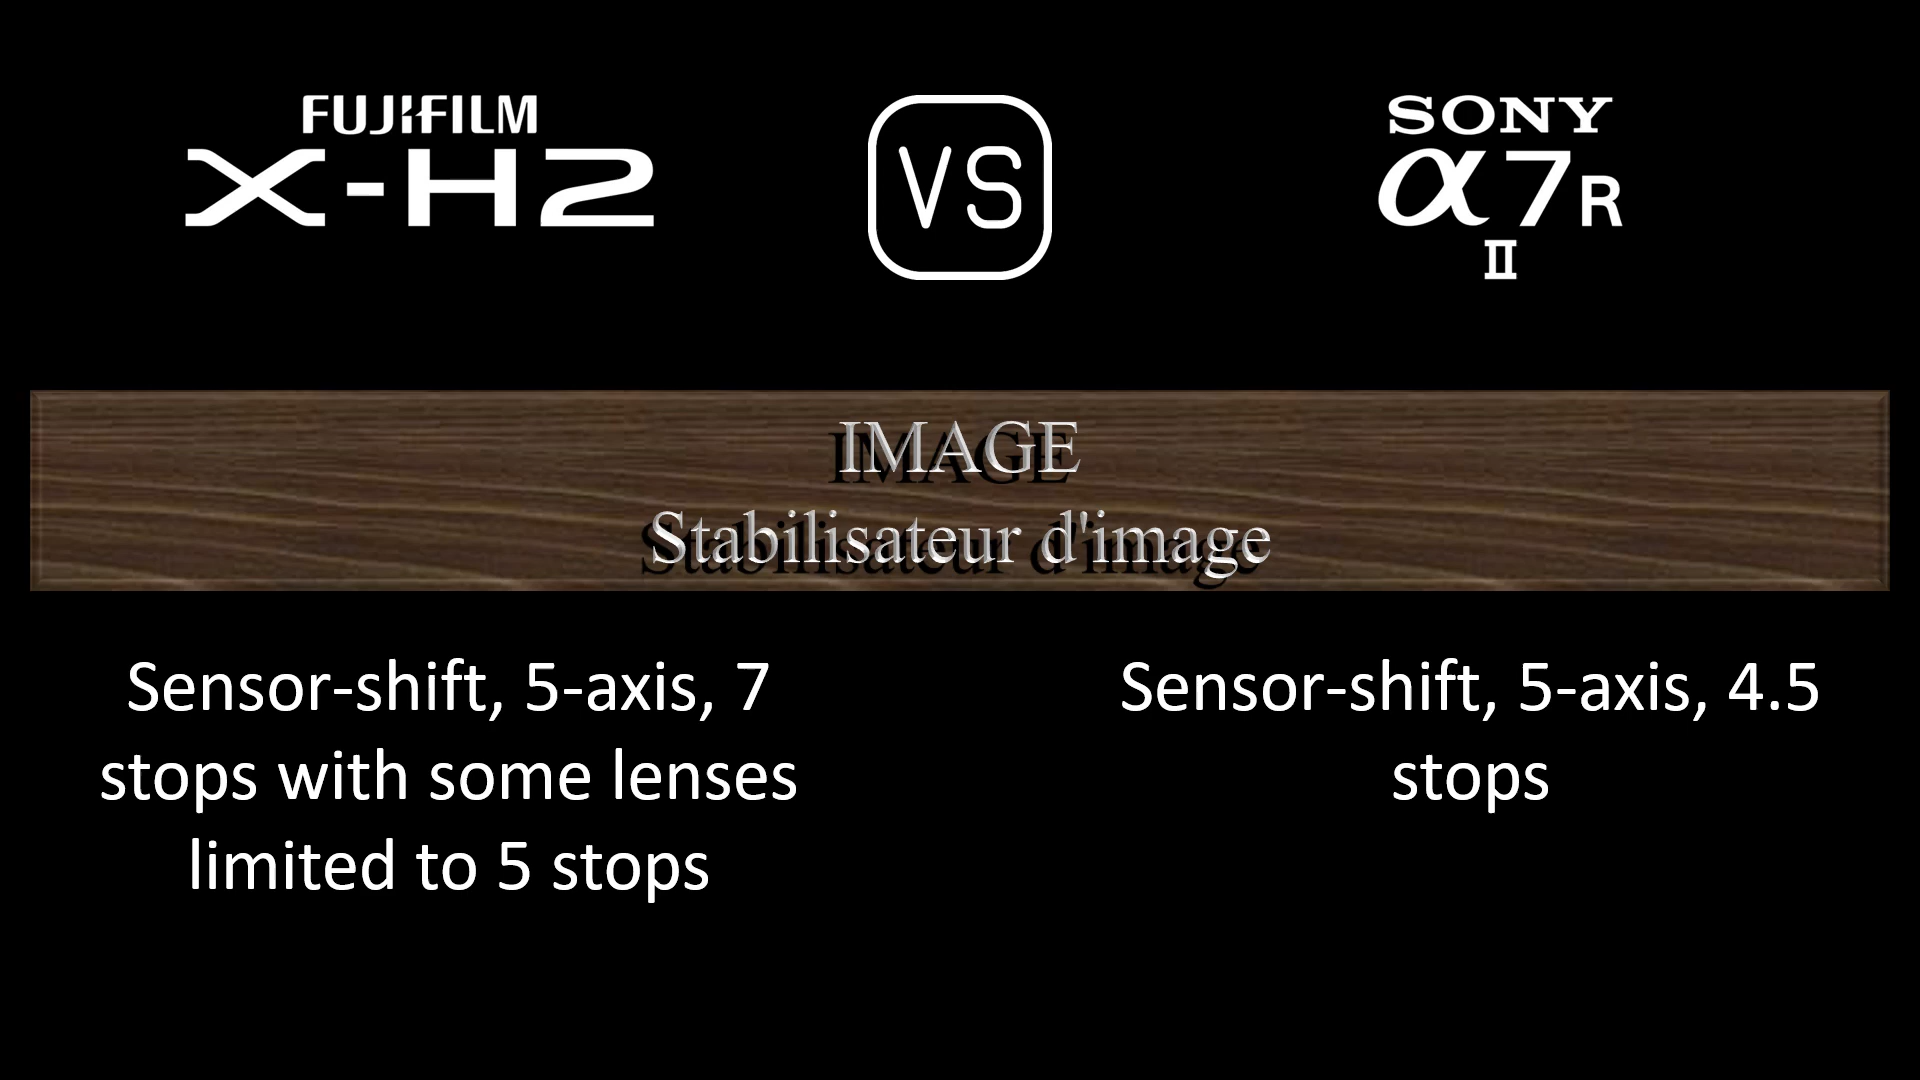 FUJIFILM
X-H2
VS
SONY
α7R
II
IMAGE
Stabilisateur d'image
Sensor-shift, 5-axis, 7
stops with some lenses
limited to 5 stops
Sensor-shift, 5-axis, 4.5
stops